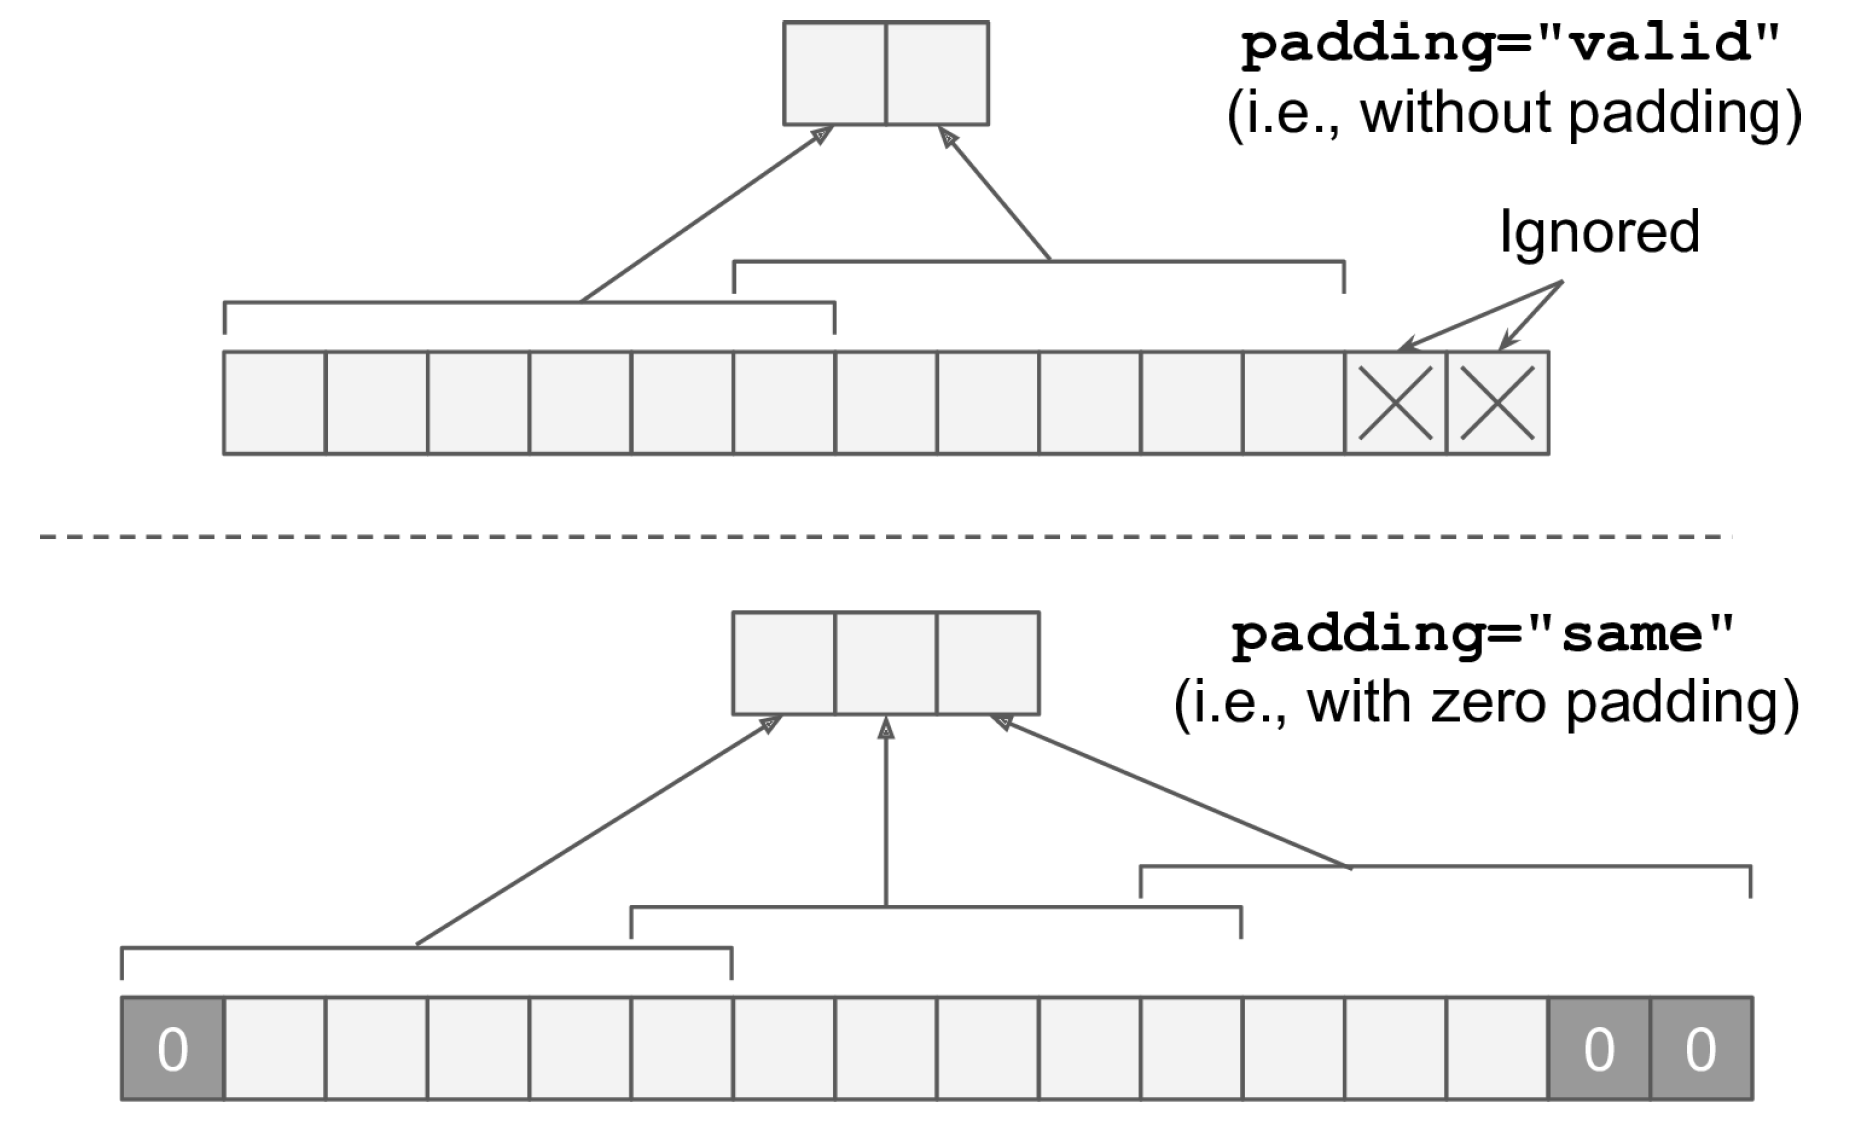 padding="valid"
(i.e., without padding)
Ignored
padding="same"
(i.e., with zero padding)
0 0 0